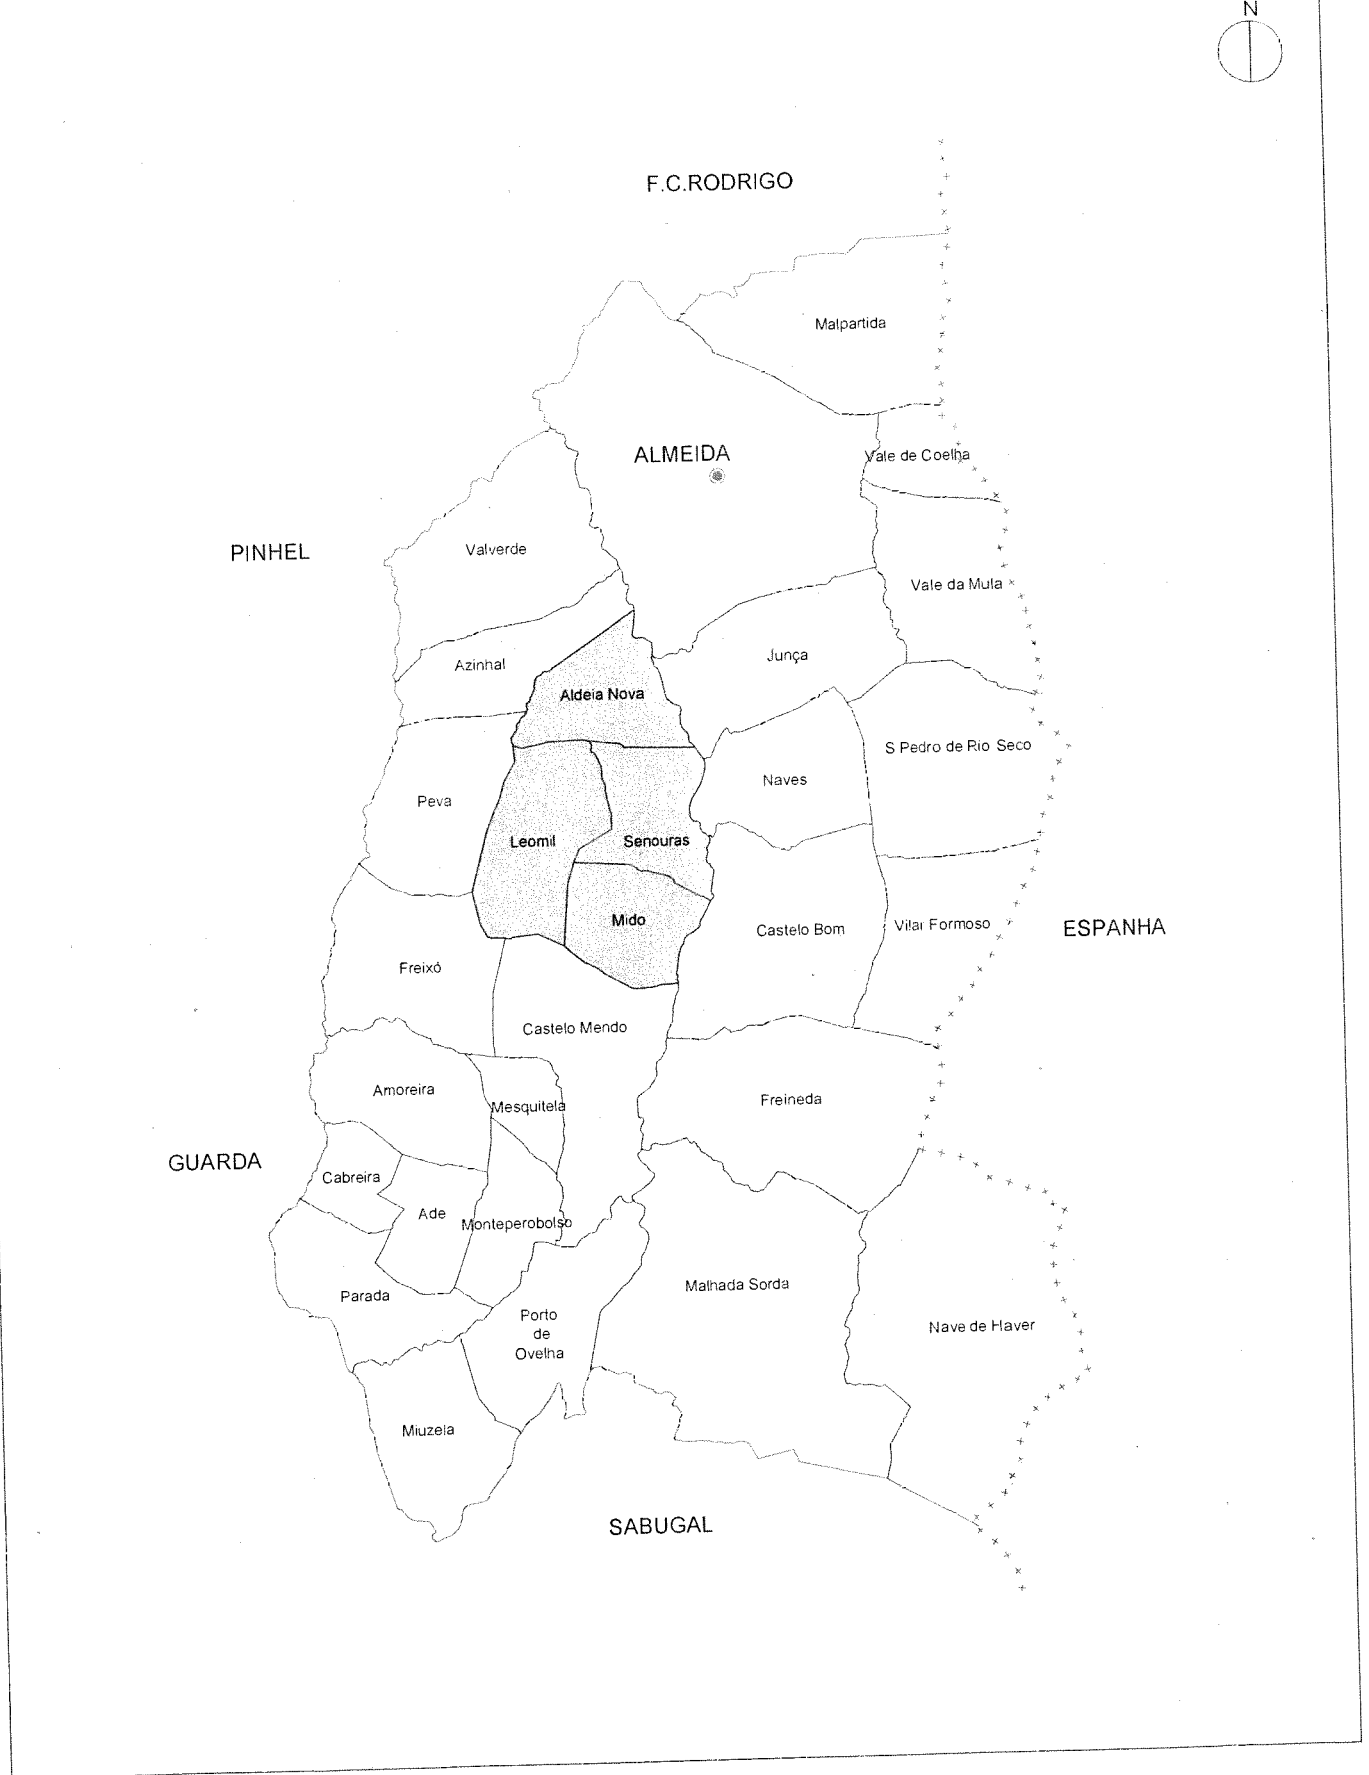 N
F.C.RODRIGO
Malpartida
ALMEIDA
Vale de Coelha
PINHEL
Valverde
Vale da Mula
Azinhal
Junça
Aldeia Nova
S Pedro de Rio Seco
Naves
Peva
Leomil
Senouras
Mido
Castelo Bom
Vilar Formoso
ESPANHA
Freixó
Castelo Mendo
Amoreira
Mesquitela
Freineda
GUARDA
Cabreira
Ade
Monteperobolso
Malhada Sorda
Parada
Porto
de
Ovelha
Nave de Haver
Miuzela
SABUGAL